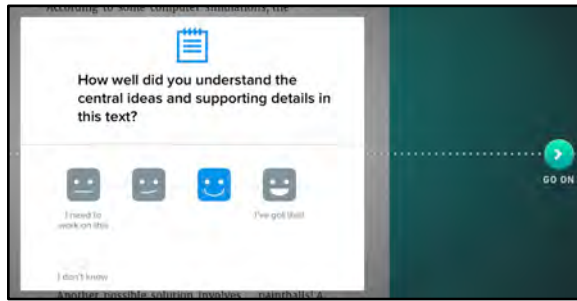 According to some computer simulations, the
How well did you understand the
central ideas and supporting details in
this text?
GO ON
I need to
work on this
I've got this!
I don't know
Another possible solution involves paintballs! A